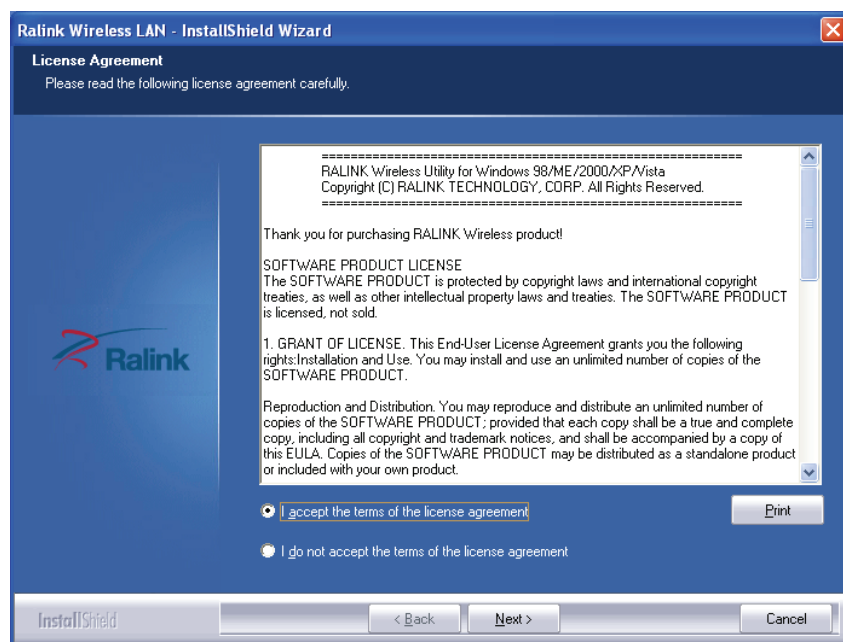 Ralink Wireless LAN - InstallShield Wizard
License Agreement
Please read the following license agreement carefully.
==========================================================
RALINK Wireless Utility for Windows 98/ME/2000/XP/Vista
Copyright (C) RALINK TECHNOLOGY, CORP. All Rights Reserved.
==========================================================
Thank you for purchasing RALINK Wireless product!
SOFTWARE PRODUCT LICENSE
The SOFTWARE PRODUCT is protected by copyright laws and international copyright
treaties, as well as other intellectual property laws and treaties. The SOFTWARE PRODUCT
is licensed, not sold.
1. GRANT OF LICENSE. This End-User License Agreement grants you the following
rights:Installation and Use. You may install and use an unlimited number of copies of the
SOFTWARE PRODUCT.
Reproduction and Distribution. You may reproduce and distribute an unlimited number of
copies of the SOFTWARE PRODUCT; provided that each copy shall be a true and complete
copy, including all copyright and trademark notices, and shall be accompanied by a copy of
this EULA. Copies of the SOFTWARE PRODUCT may be distributed as a standalone product
or included with your own product.
Ralink
I accept the terms of the license agreement
Print
I do not accept the terms of the license agreement
InstallShield
< Back
Next >
Cancel